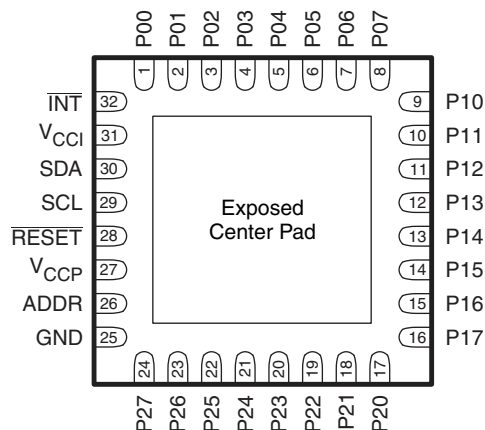 P00 P01 P02 P03 P04 P05 P06 P07
1 2 3 4 5 6 7 8
INT 32 9 P10
VCCI 31 10 P11
SDA 30 11 P12
SCL 29 12 P13
RESET 28 13 P14
VCCP 27 14 P15
ADDR 26 15 P16
GND 25 16 P17
Exposed
Center Pad
24 23 22 21 20 19 18 17
P27 P26 P25 P24 P23 P22 P21 P20